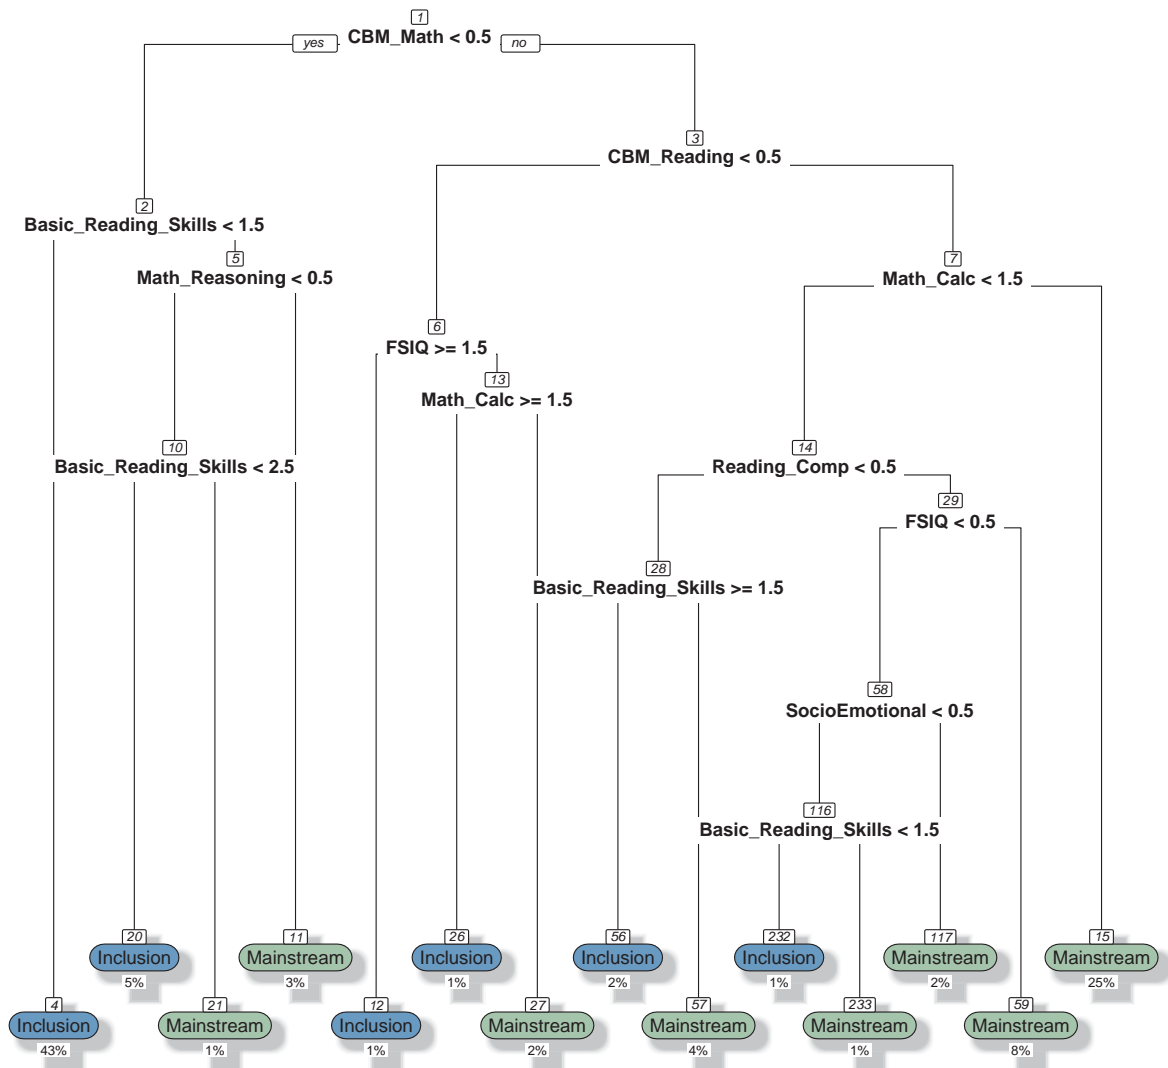 1
CBM_Math < 0.5
yes
no
3
CBM_Reading < 0.5
2
Basic_Reading_Skills < 1.5
5
Math_Reasoning < 0.5
7
Math_Calc < 1.5
6
FSIQ >= 1.5
13
Math_Calc >= 1.5
10
Basic_Reading_Skills < 2.5
14
Reading_Comp < 0.5
29
FSIQ < 0.5
28
Basic_Reading_Skills >= 1.5
58
SocioEmotional < 0.5
116
Basic_Reading_Skills < 1.5
20
Inclusion
5%
11
Mainstream
3%
26
Inclusion
1%
56
Inclusion
2%
232
Inclusion
1%
117
Mainstream
2%
15
Mainstream
25%
4
Inclusion
43%
21
Mainstream
1%
12
Inclusion
1%
27
Mainstream
2%
57
Mainstream
4%
233
Mainstream
1%
59
Mainstream
8%